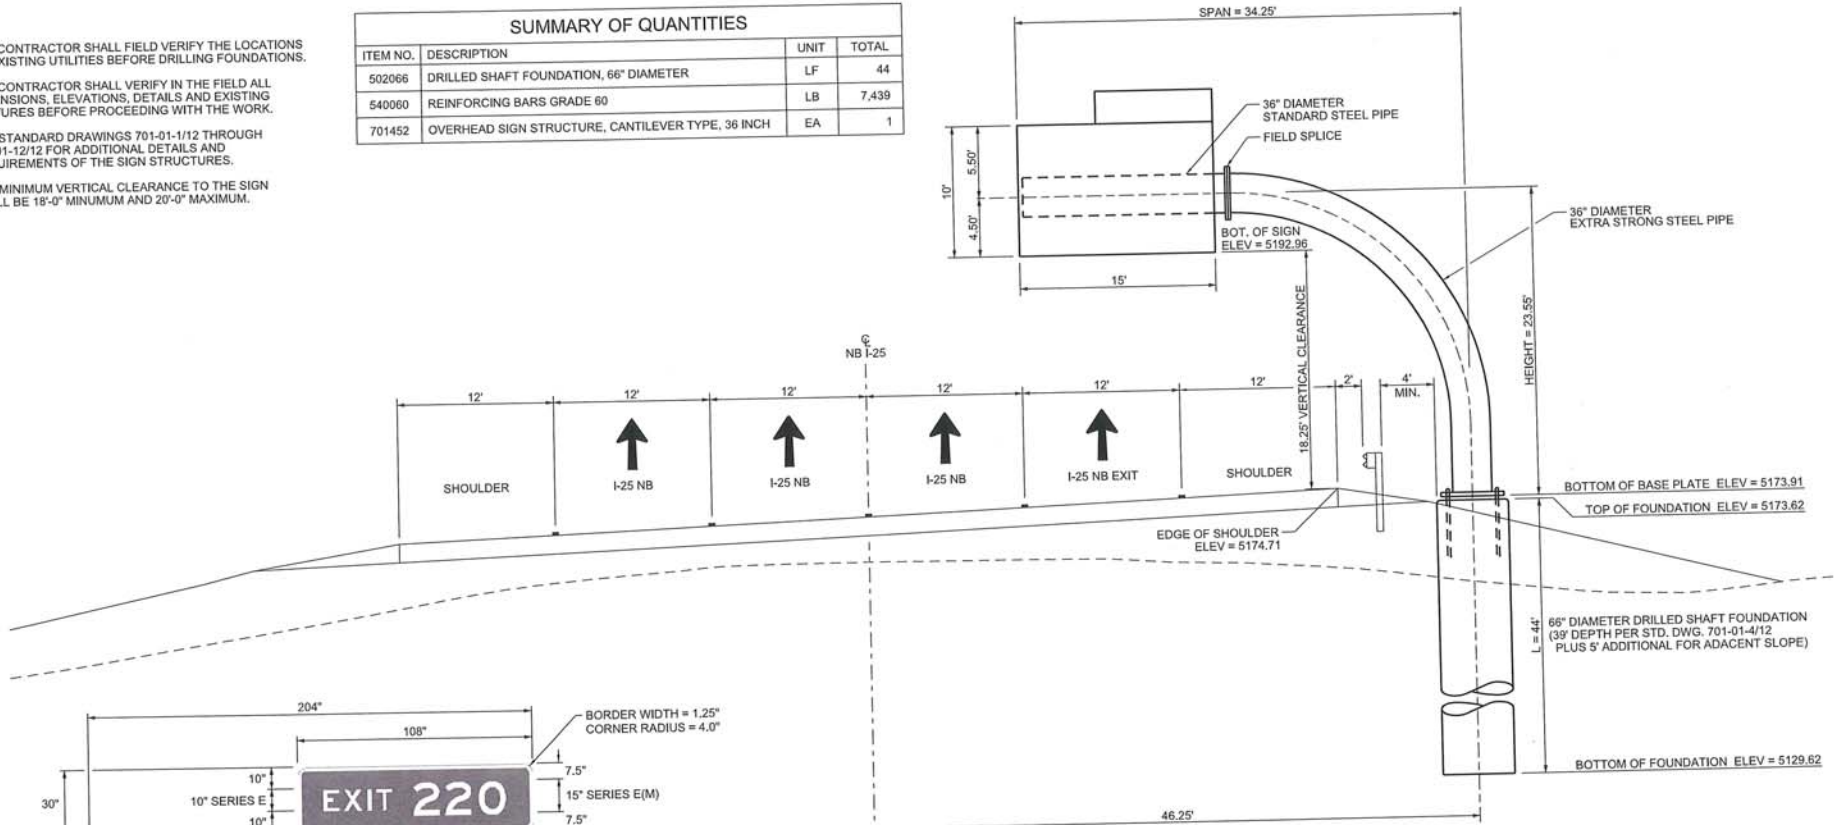 CONTRACTOR SHALL FIELD VERIFY THE LOCATIONS
XISTING UTILITIES BEFORE DRILLING FOUNDATIONS.
CONTRACTOR SHALL VERIFY IN THE FIELD ALL
NSIONS, ELEVATIONS, DETAILS AND EXISTING
TURES BEFORE PROCEEDING WITH THE WORK.
STANDARD DRAWINGS 701-01-1/12 THROUGH
01-12/12 FOR ADDITIONAL DETAILS AND
UIREMENTS OF THE SIGN STRUCTURES.
MINIMUM VERTICAL CLEARANCE TO THE SIGN
LL BE 18'-0" MINUMUM AND 20'-0" MAXIMUM.
SUMMARY OF QUANTITIES
ITEM NO. DESCRIPTION UNIT TOTAL
502066 DRILLED SHAFT FOUNDATION, 66" DIAMETER LF 44
540060 REINFORCING BARS GRADE 60 LB 7,439
701452 OVERHEAD SIGN STRUCTURE, CANTILEVER TYPE, 36 INCH EA 1
SPAN = 34.25'
36" DIAMETER
STANDARD STEEL PIPE
FIELD SPLICE
10'
5.50'
4.50'
15'
BOT. OF SIGN
ELEV = 5192.96
36" DIAMETER
EXTRA STRONG STEEL PIPE
18.25' VERTICAL CLEARANCE
HEIGHT = 23.55'
℄
NB I-25
12' 12' 12' 12' 12' 12' 2' 4'
MIN.
SHOULDER I-25 NB I-25 NB I-25 NB I-25 NB EXIT SHOULDER
EDGE OF SHOULDER
ELEV = 5174.71
BOTTOM OF BASE PLATE ELEV = 5173.91
TOP OF FOUNDATION ELEV = 5173.62
L = 44'
66" DIAMETER DRILLED SHAFT FOUNDATION
(39' DEPTH PER STD. DWG. 701-01-4/12
PLUS 5' ADDITIONAL FOR ADACENT SLOPE)
BOTTOM OF FOUNDATION ELEV = 5129.62
46.25'
204"
108"
BORDER WIDTH = 1.25"
CORNER RADIUS = 4.0"
30"
10"
10" SERIES E
10"
EXIT 220
7.5"
15" SERIES E(M)
7.5"